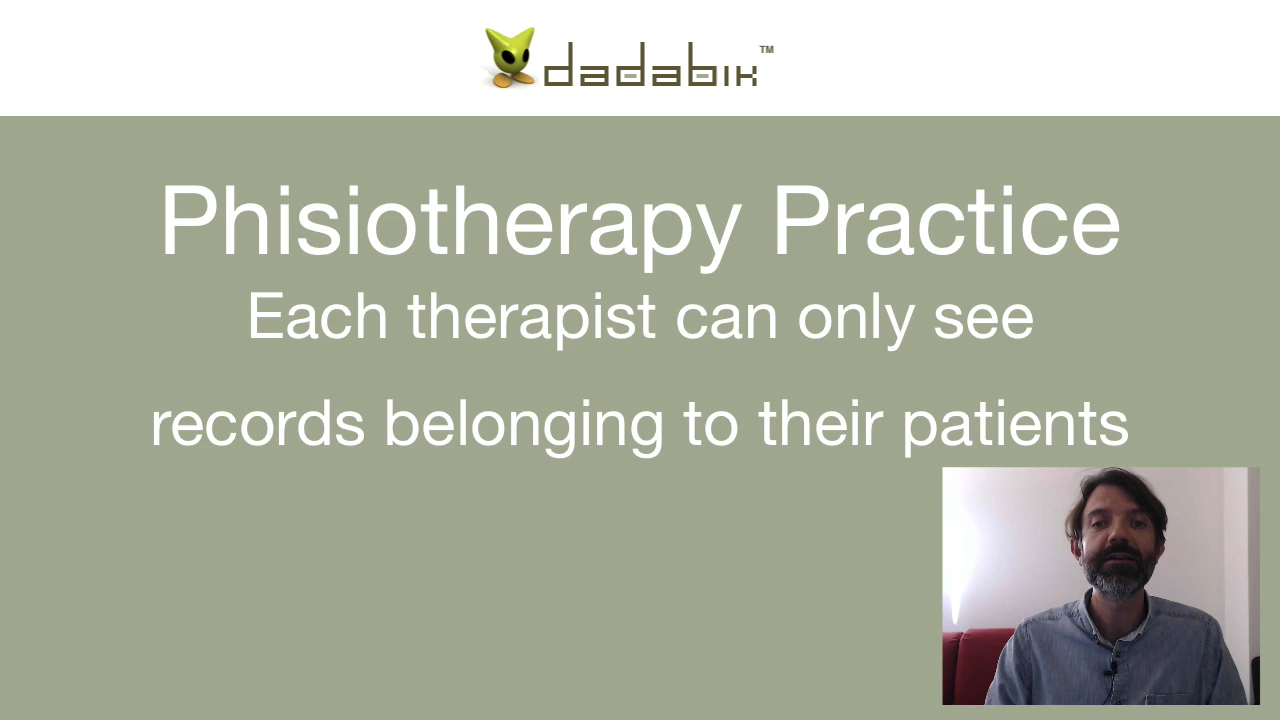 dadabik™
Phisiotherapy Practice
Each therapist can only see
records belonging to their patients